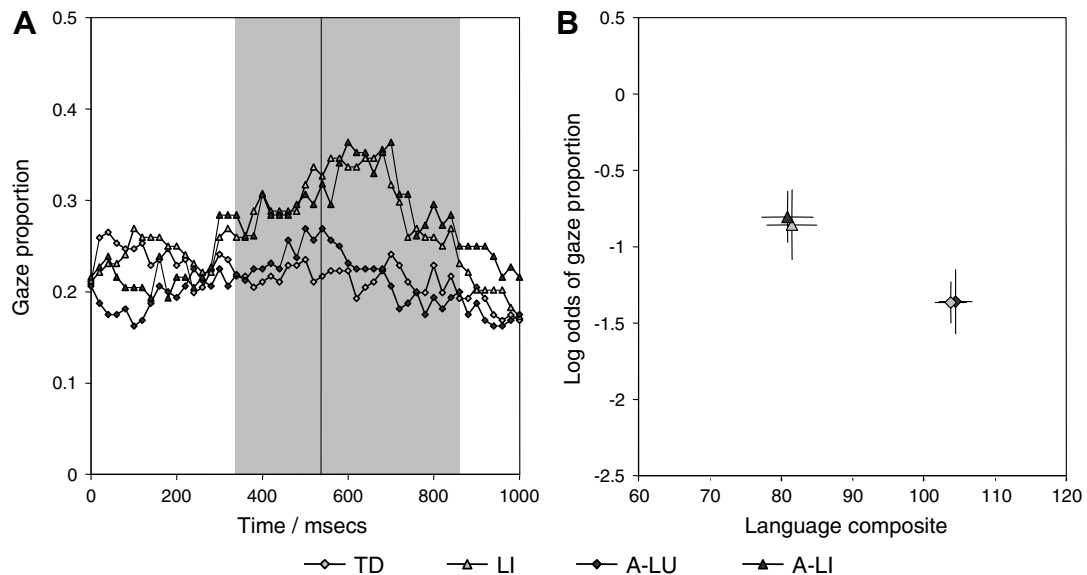 A
B
Gaze proportion
0.5
0.4
0.3
0.2
0.1
0
0 200 400 600 800 1000
Time / msecs
Log odds of gaze proportion
0.5
0
-0.5
-1
-1.5
-2
-2.5
60 70 80 90 100 110 120
Language composite
TD LI A-LU A-LI